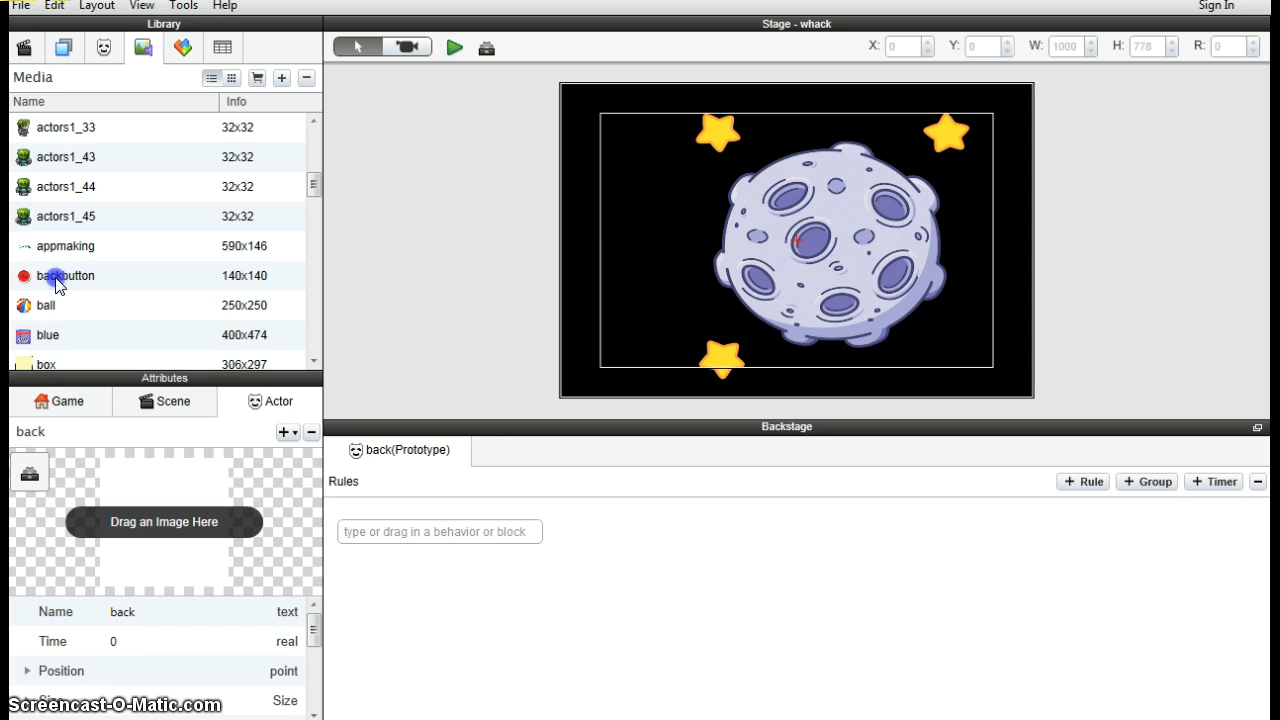 File Edit Layout View Tools Help Sign In
Library
Stage - whack
X: 0 Y: 0 W: 1000 H: 778 R: 0
Media
Name Info
actors1_33 32x32
actors1_43 32x32
actors1_44 32x32
actors1_45 32x32
appmaking 590x146
backbutton 140x140
ball 250x250
blue 400x474
box 306x297
Attributes
Game Scene Actor
back
Drag an Image Here
Name back text
Time 0 real
Position point
Size Size
Screencast-O-Matic.com
Backstage
back(Prototype)
Rules + Rule + Group + Timer
type or drag in a behavior or block